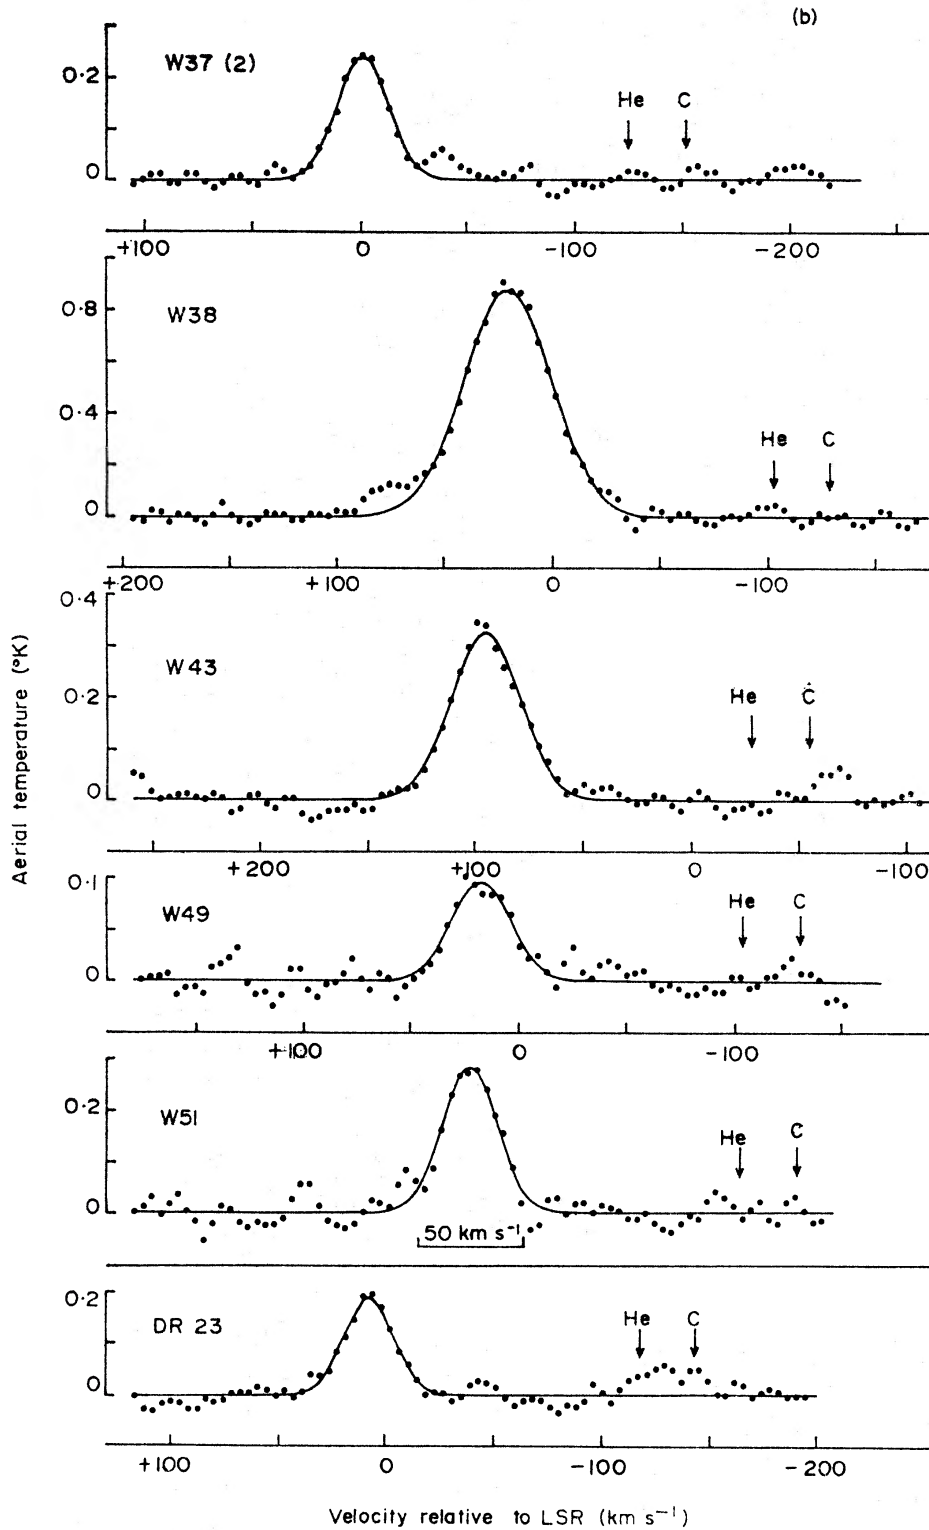 (b)
W37 (2)
0·2
0
He C
+100 0 -100 -200
W38
0·8
0·4
0
He C
+200 +100 0 -100
0·4
W43
0·2
0
He C
+200 +100 0 -100
0·1
W49
0
He C
+100 0 -100
0·2
W51
0
He C
50 km s⁻¹
0·2
DR 23
0
He C
+100 0 -100 -200
Aerial temperature (°K)
Velocity relative to LSR (km s⁻¹)